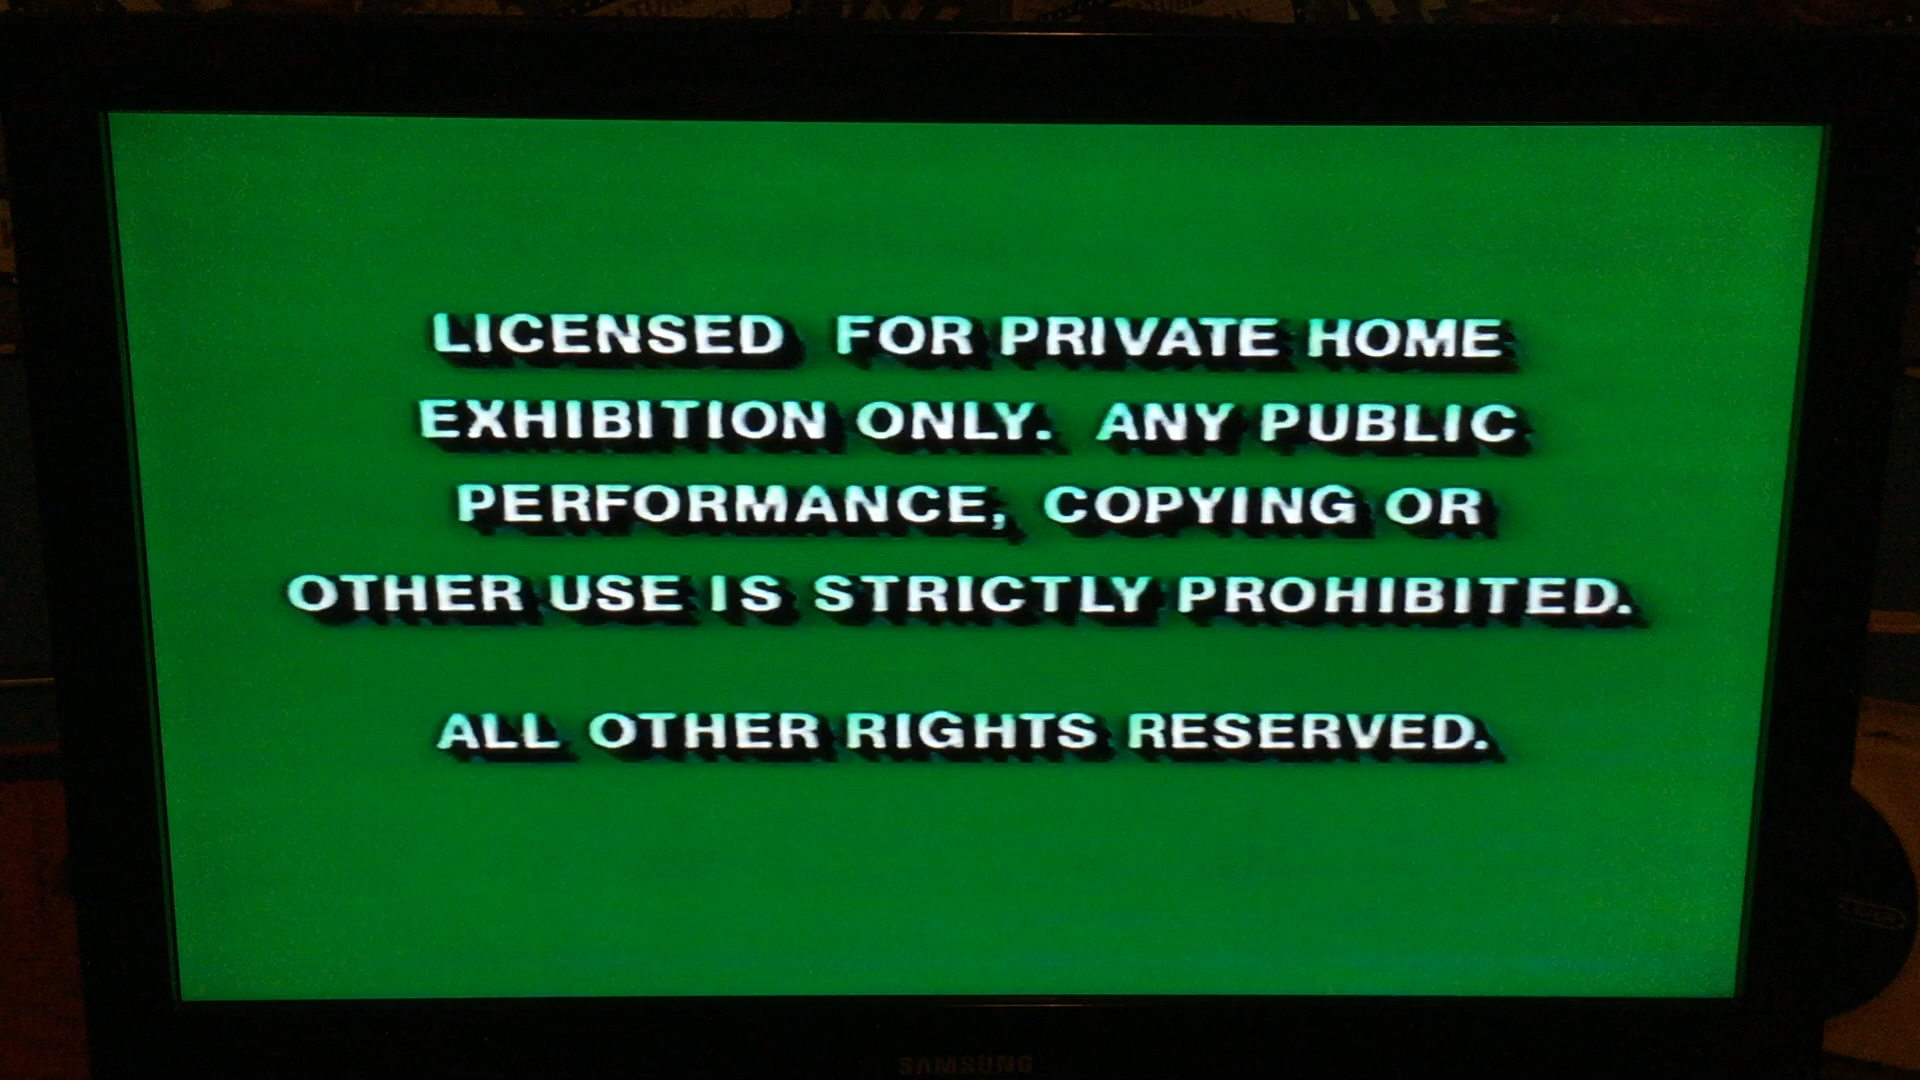 LICENSED FOR PRIVATE HOME
EXHIBITION ONLY. ANY PUBLIC
PERFORMANCE, COPYING OR
OTHER USE IS STRICTLY PROHIBITED.
ALL OTHER RIGHTS RESERVED.
SAMSUNG